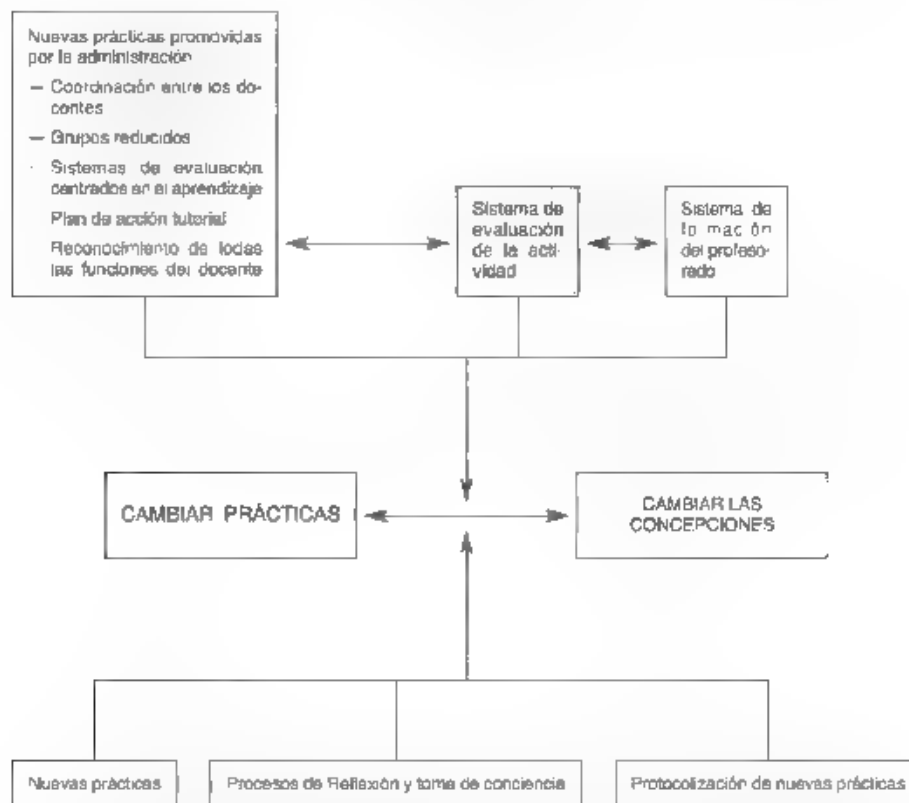 Nuevas prácticas promovidas
por la administración
— Coordinación entre los do-
centes
— Grupos reducidos
· Sistemas de evaluación
centrados en el aprendizaje
Plan de acción tutorial
Reconocimiento de todas
las funciones del docente
Sistema de
evaluación
de la acti-
vidad
Sistema de
fo mación
del profeso-
rado
CAMBIAR PRÁCTICAS
CAMBIAR LAS
CONCEPCIONES
Nuevas prácticas
Procesos de Reflexión y toma de conciencia
Protocolización de nuevas prácticas